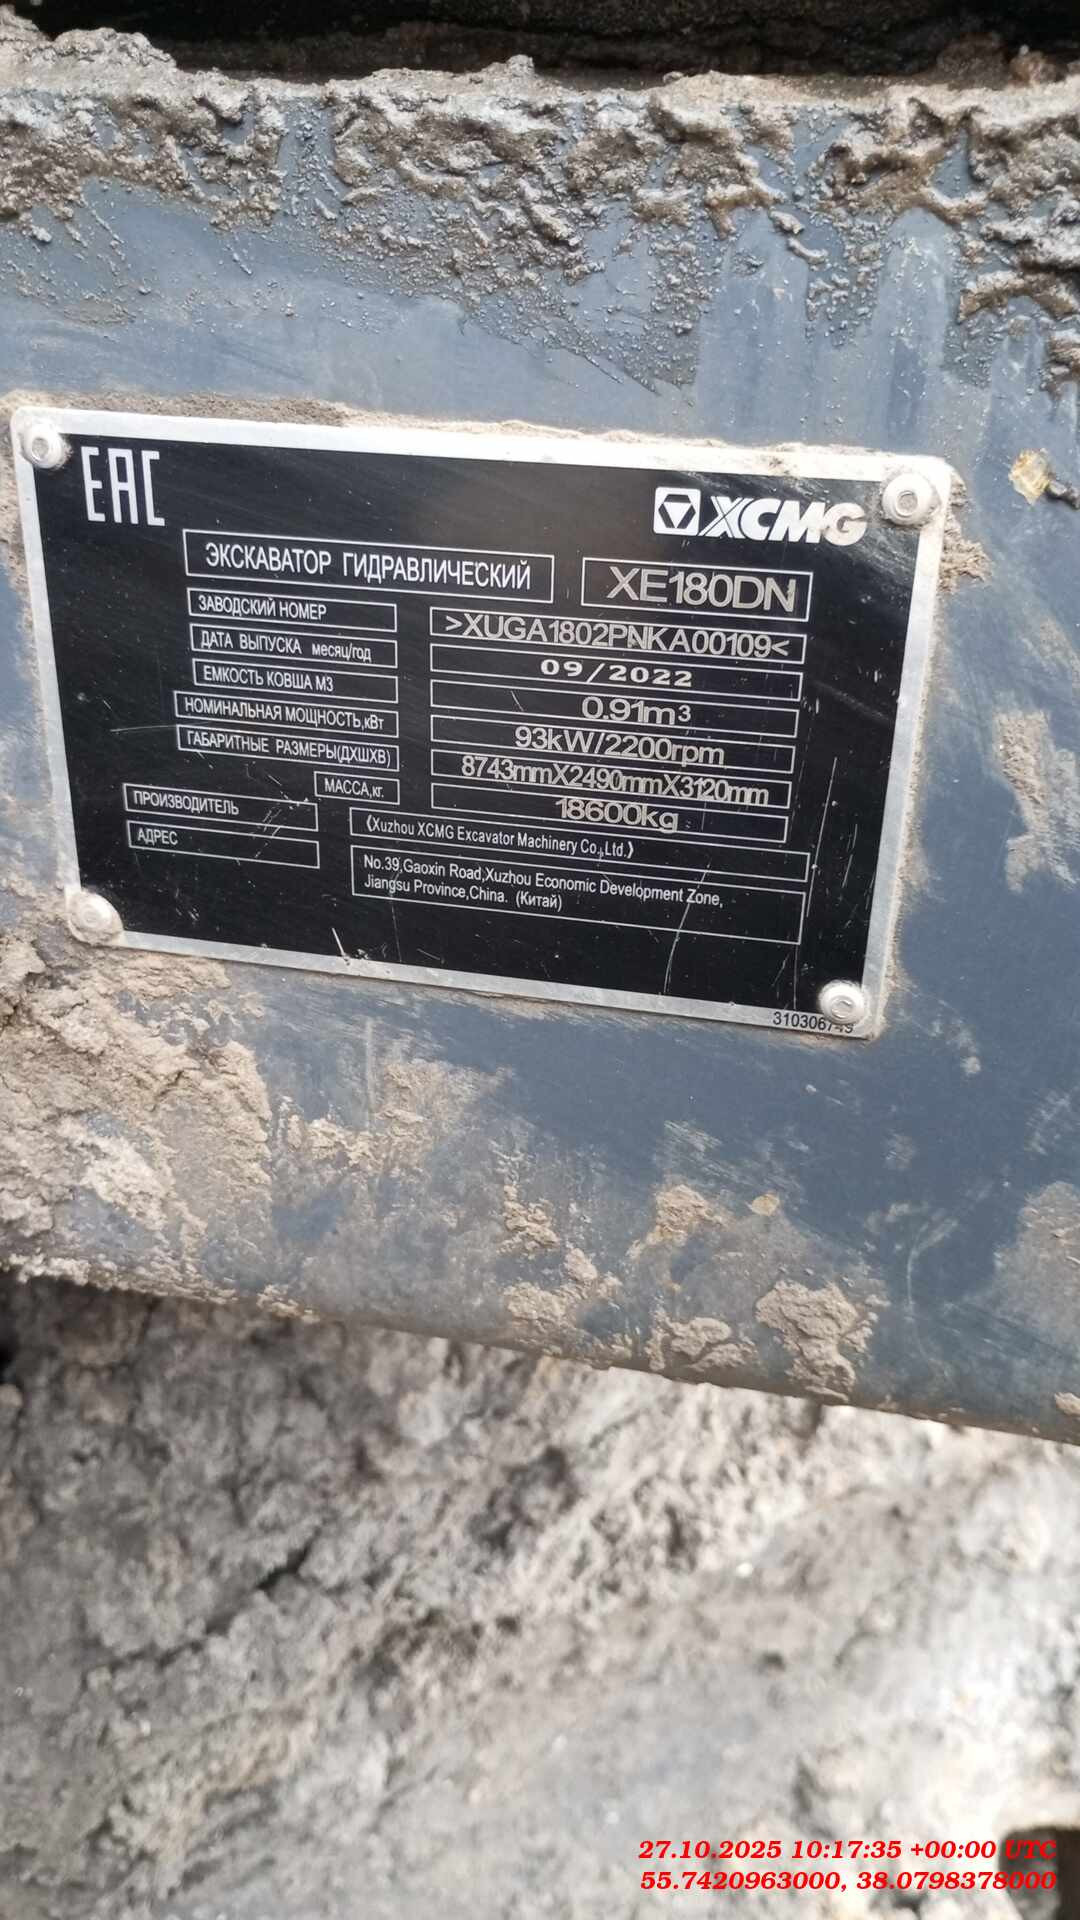 EAC
XCMG
ЭКСКАВАТОР ГИДРАВЛИЧЕСКИЙ XE180DN
ЗАВОДСКИЙ НОМЕР >XUGA1802PNKA00109<
ДАТА ВЫПУСКА месяц/год 09/2022
ЕМКОСТЬ КОВША М3 0.91m3
НОМИНАЛЬНАЯ МОЩНОСТЬ,кВт 93kW/2200rpm
ГАБАРИТНЫЕ РАЗМЕРЫ(ДХШХВ) 8743mmX2490mmX3120mm
МАССА,кг. 18600kg
ПРОИЗВОДИТЕЛЬ 《Xuzhou XCMG Excavator Machinery Co.,Ltd.》
АДРЕС No.39,Gaoxin Road,Xuzhou Economic Development Zone,
Jiangsu Province,China. (Китай)
310306749
27.10.2025 10:17:35 +00:00 UTC
55.7420963000, 38.0798378000